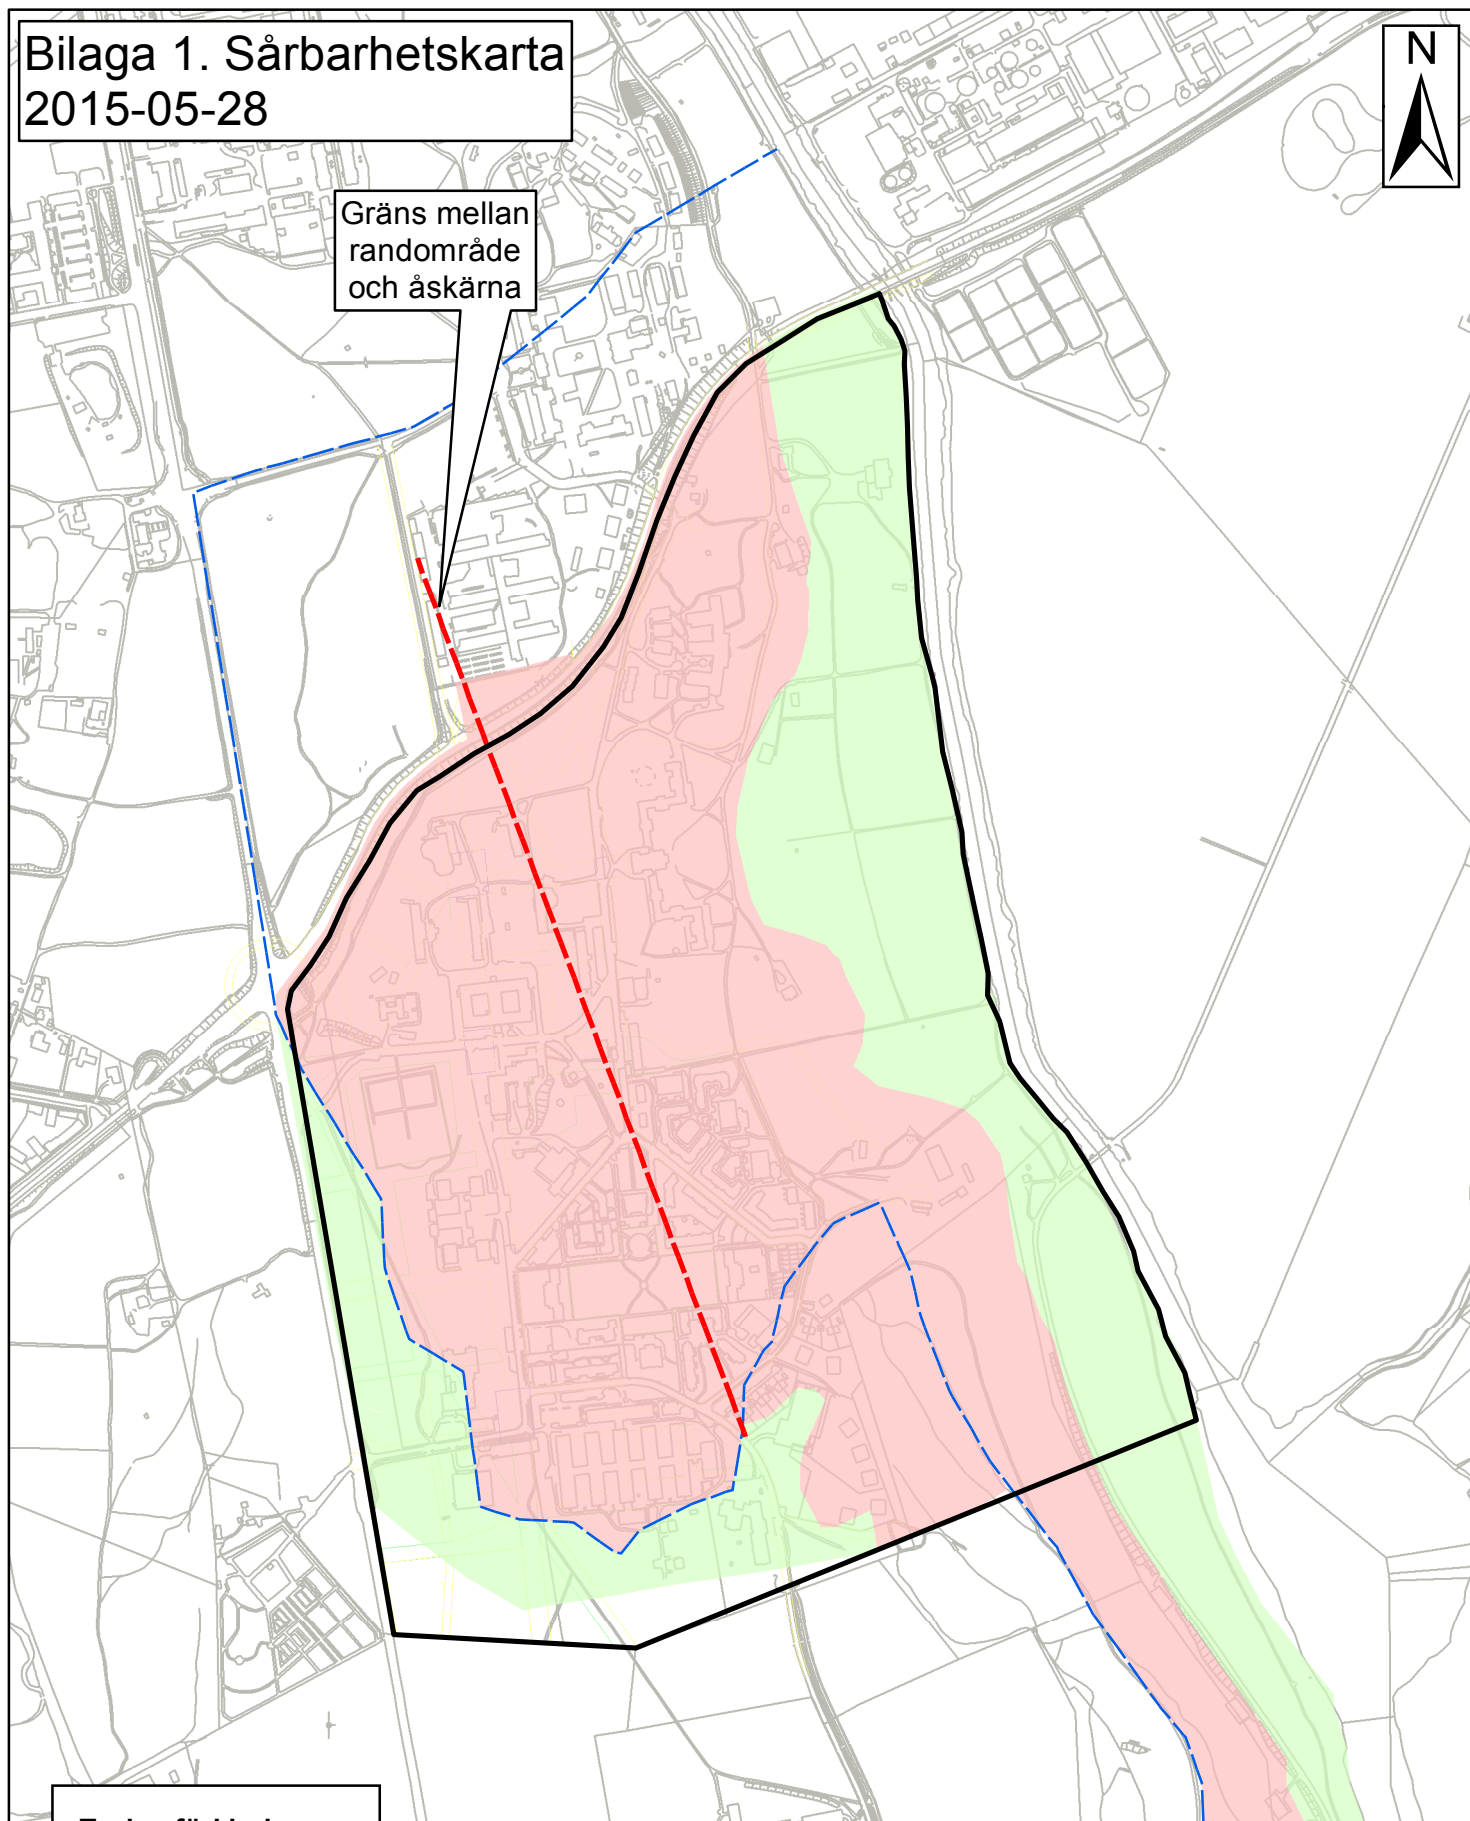 Bilaga 1. Sårbarhetskarta
2015-05-28
N
Gräns mellan
randområde
och åskärna